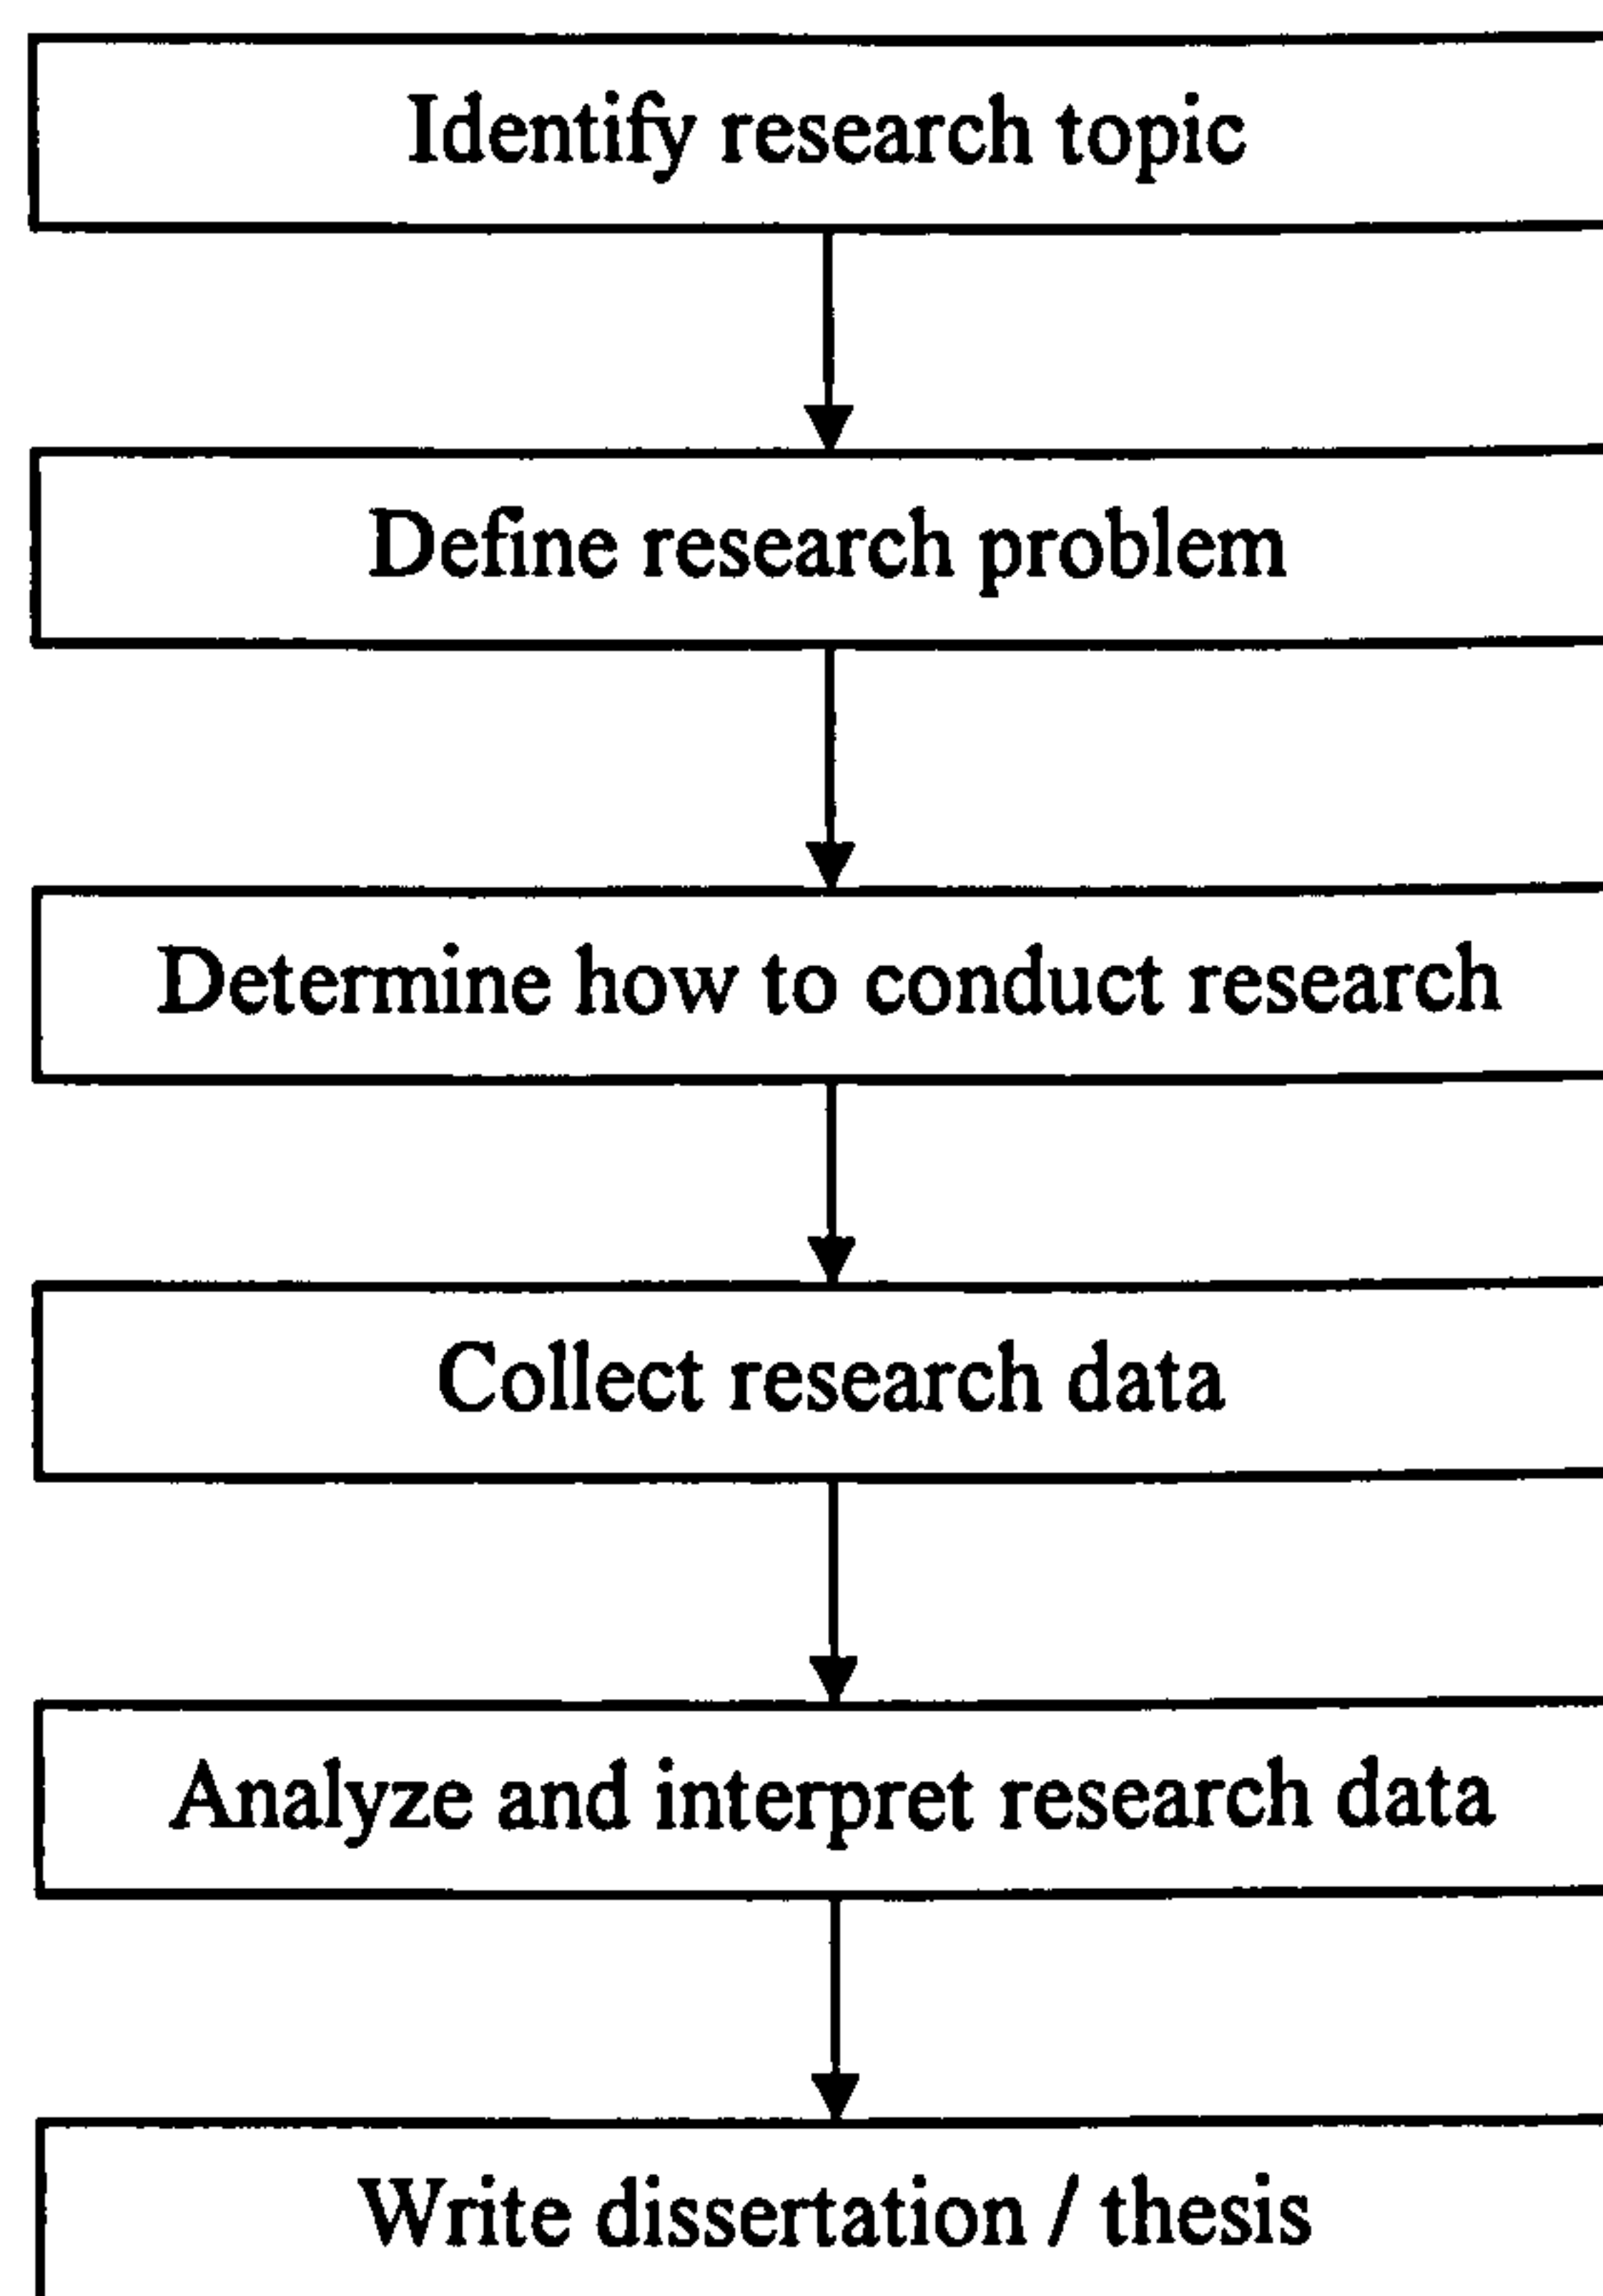 Identify research topic
Define research problem
Determine how to conduct research
Collect research data
Analyze and interpret research data
Write dissertation / thesis